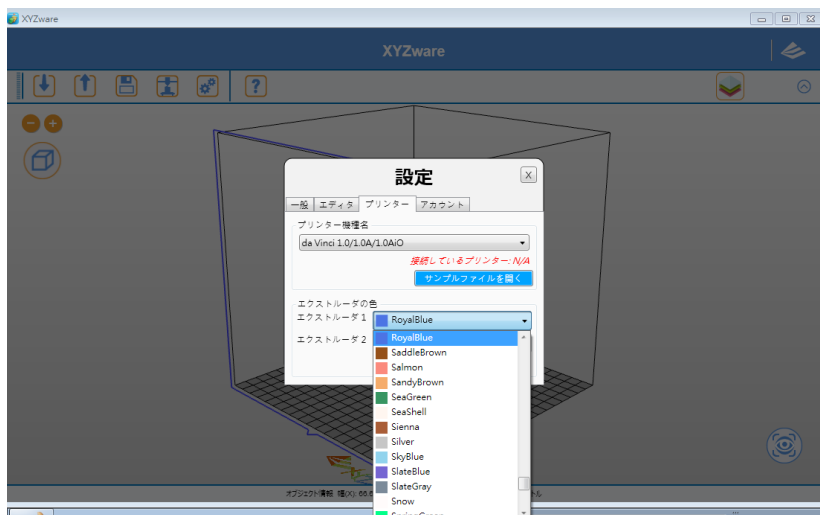 XYZware
XYZware
?
設定
X
一般 エディタ プリンター アカウント
プリンター機種名
da Vinci 1.0/1.0A/1.0AiO
接続しているプリンター: N/A
サンプルファイルを開く
エクストルーダの色
エクストルーダ 1 RoyalBlue
エクストルーダ 2
RoyalBlue
SaddleBrown
Salmon
SandyBrown
SeaGreen
SeaShell
Sienna
Silver
SkyBlue
SlateBlue
SlateGray
Snow
SpringGreen
オブジェクト情報 幅(X): 66.6